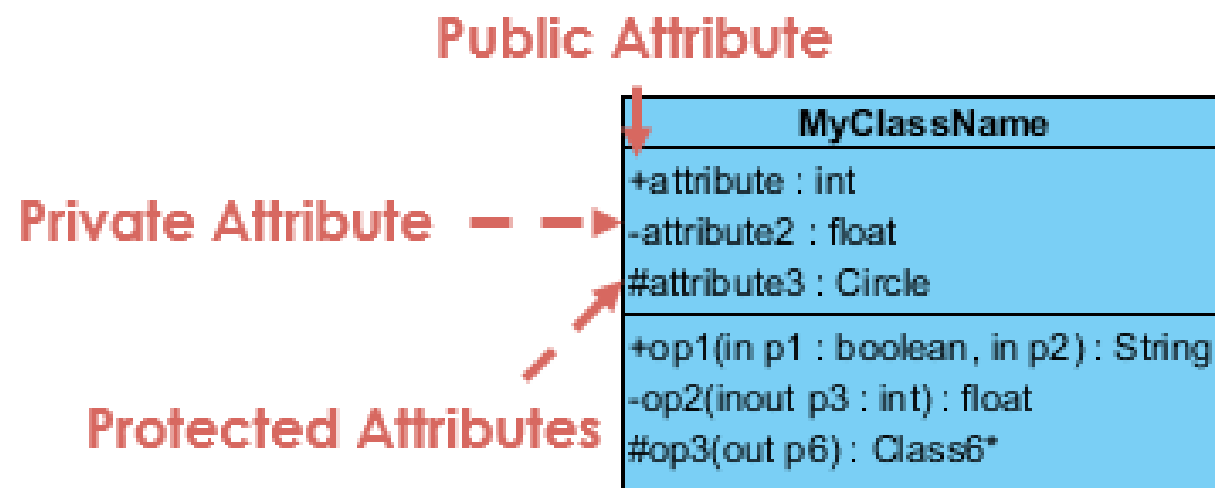 Public Attribute
MyClassName
+attribute : int
Private Attribute
-attribute2 : float
#attribute3 : Circle
+op1(in p1 : boolean, in p2) : String
-op2(inout p3 : int) : float
Protected Attributes
#op3(out p6) : Class6*